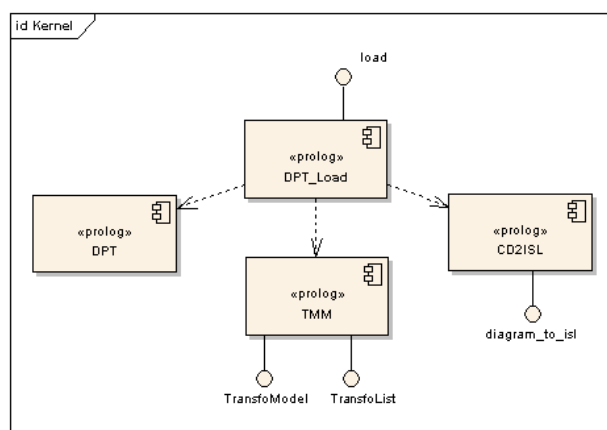 id Kernel
load
«prolog»
DPT_Load
«prolog»
DPT
«prolog»
CD2ISL
«prolog»
TMM
diagram_to_isl
TransfoModel
TransfoList